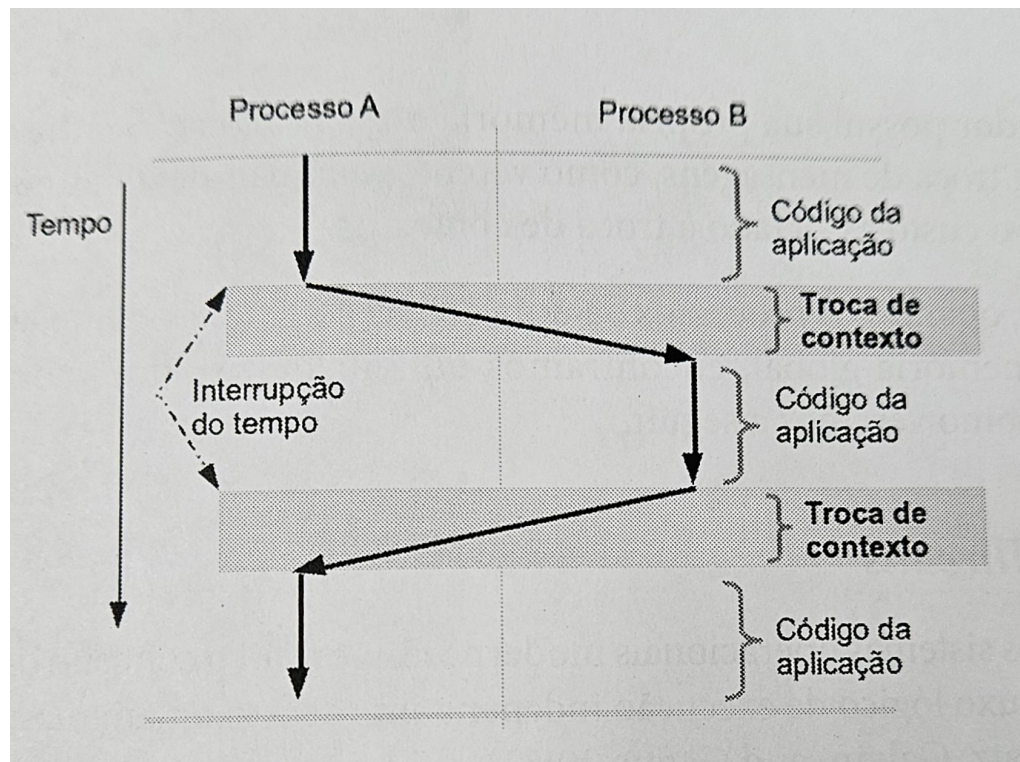 Processo A
Processo B
Tempo
Código da
aplicação
Troca de
contexto
Interrupção
do tempo
Código da
aplicação
Troca de
contexto
Código da
aplicação